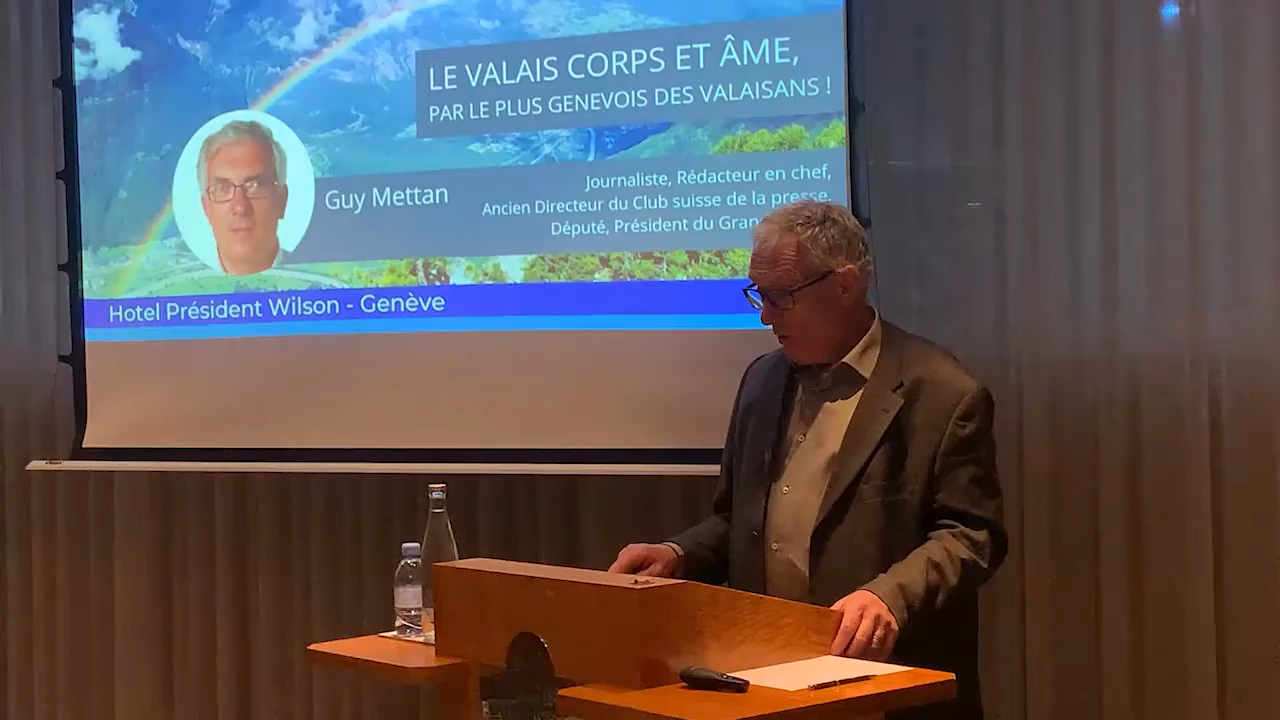 LE VALAIS CORPS ET ÂME,
PAR LE PLUS GENEVOIS DES VALAISANS !
Guy Mettan
Journaliste, Rédacteur en chef,
Ancien Directeur du Club suisse de la presse,
Député, Président du
Hotel Président Wilson - Genève